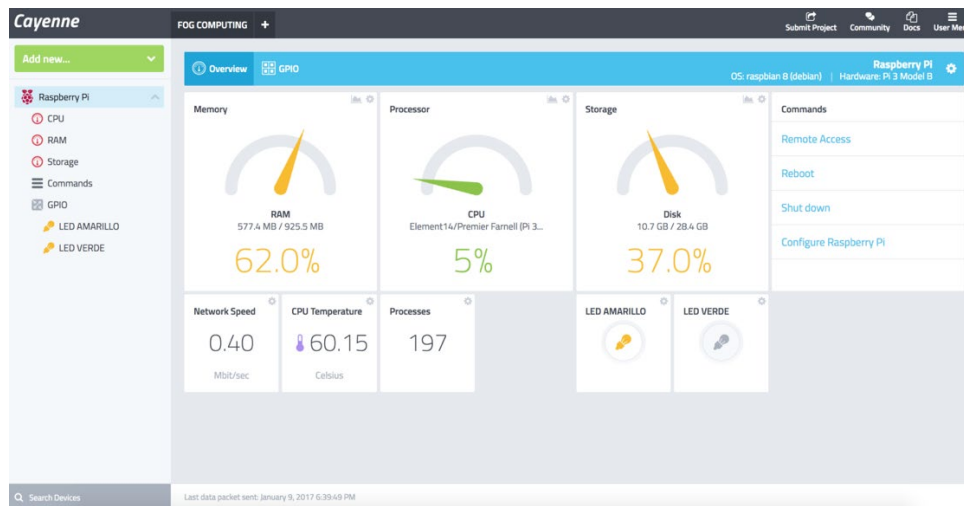 Cayenne
FOG COMPUTING +
Submit Project
Community
Docs
User Men
Add new...
Overview
GPIO
Raspberry Pi
OS: raspbian 8 (debian) | Hardware: Pi 3 Model B
Raspberry Pi
CPU
RAM
Storage
Commands
GPIO
LED AMARILLO
LED VERDE
Memory
RAM
577.4 MB / 925.5 MB
62.0%
Processor
CPU
Element14/Premier Farnell (Pi 3...
5%
Storage
Disk
10.7 GB / 28.4 GB
37.0%
Commands
Remote Access
Reboot
Shut down
Configure Raspberry Pi
Network Speed
0.40
Mbit/sec
CPU Temperature
60.15
Celsius
Processes
197
LED AMARILLO
LED VERDE
Search Devices
Last data packet sent: January 9, 2017 6:39:49 PM